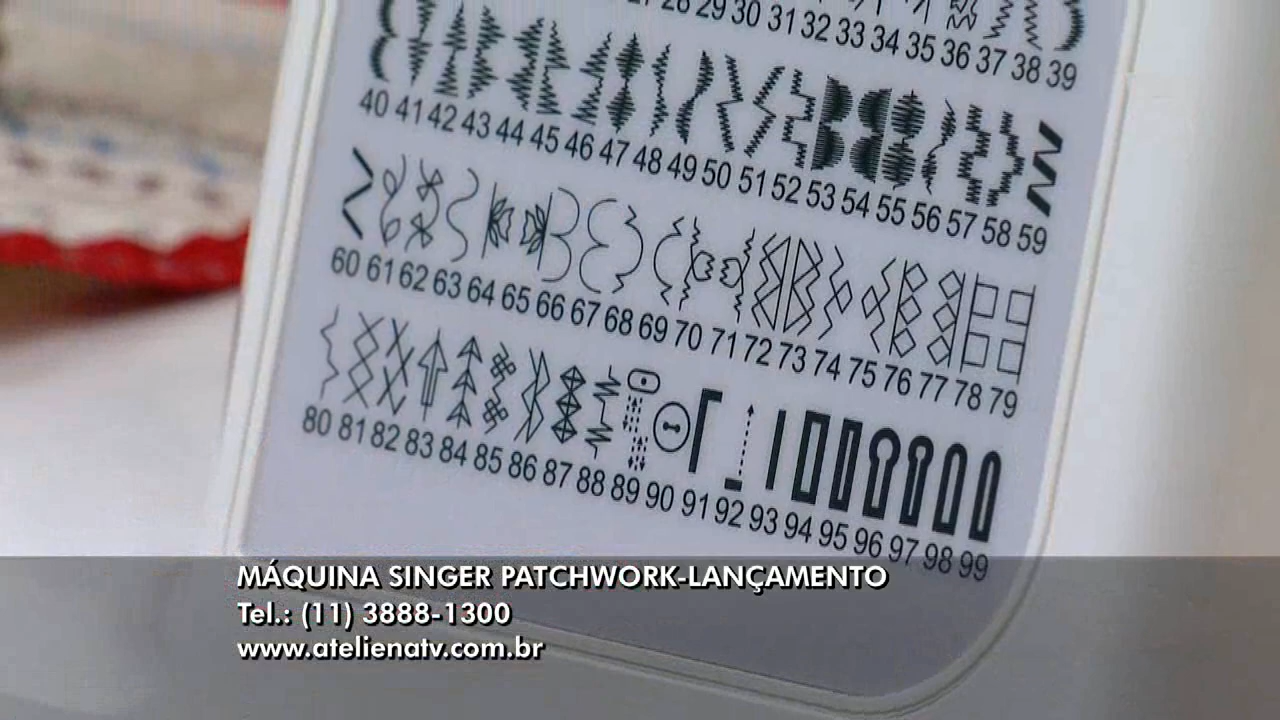 28 29 30 31 32 33 34 35 36 37 38 39
40 41 42 43 44 45 46 47 48 49 50 51 52 53 54 55 56 57 58 59
60 61 62 63 64 65 66 67 68 69 70 71 72 73 74 75 76 77 78 79
80 81 82 83 84 85 86 87 88 89 90 91 92 93 94 95 96 97 98 99
MÁQUINA SINGER PATCHWORK-LANÇAMENTO
Tel.: (11) 3888-1300
www.atelienatv.com.br